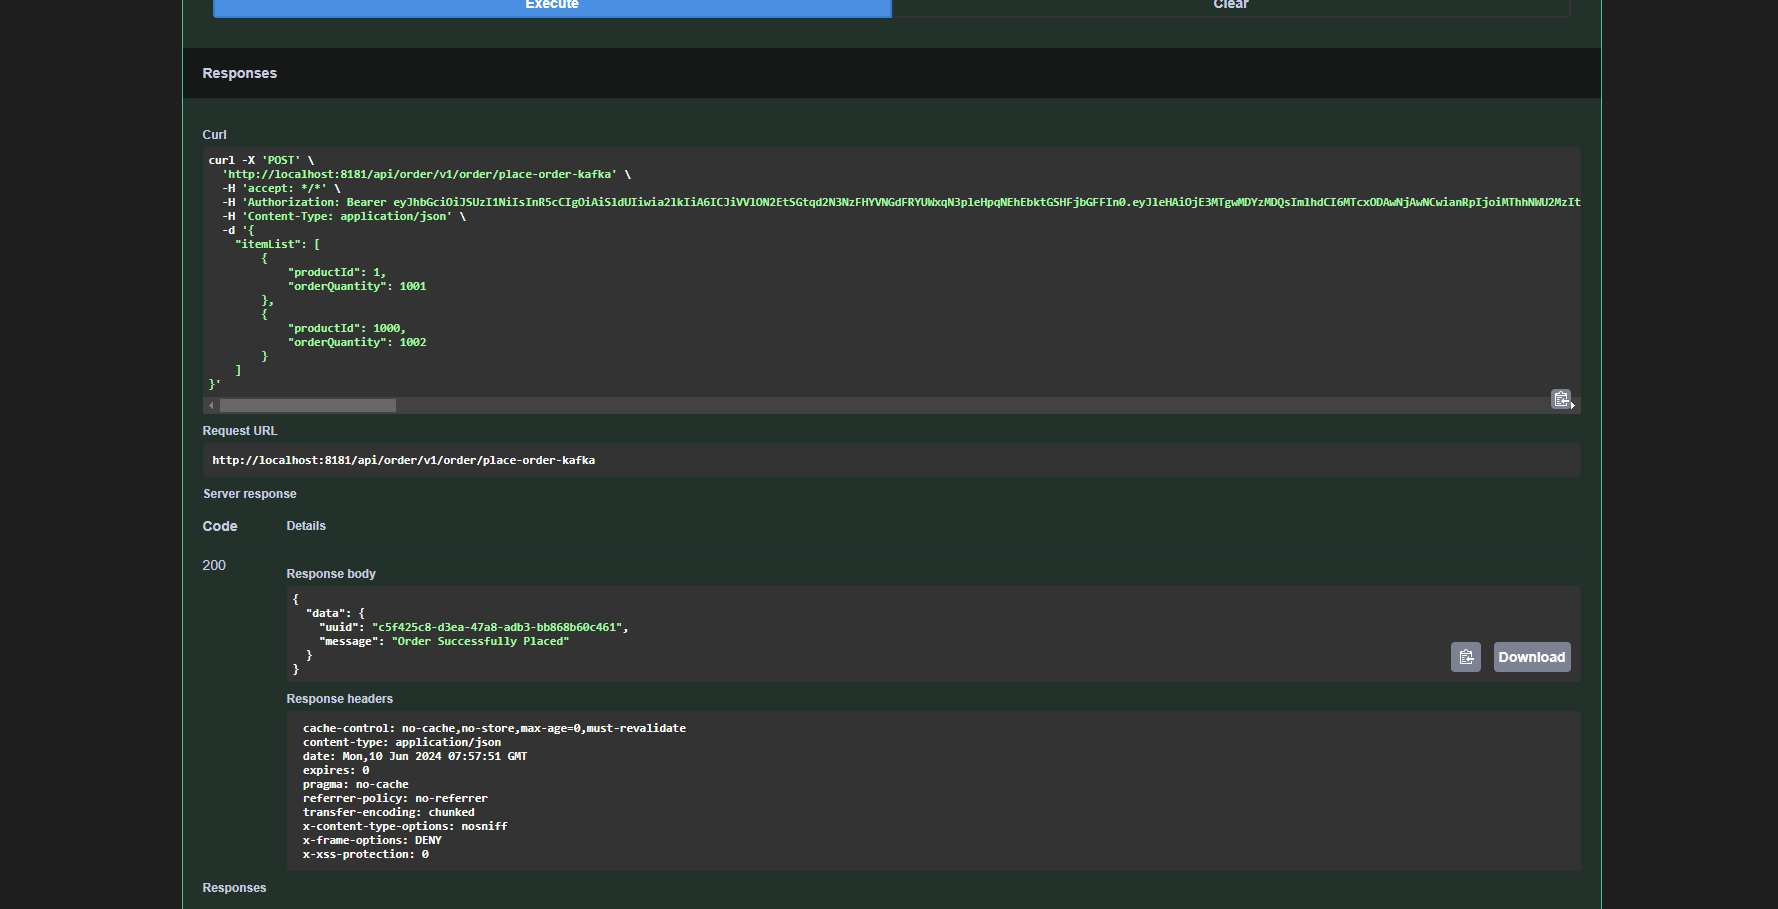 Execute
Clear
Responses
Curl
curl -X 'POST' \
'http://localhost:8181/api/order/v1/order/place-order-kafka' \
-H 'accept: */*' \
-H 'Authorization: Bearer
-H 'Content-Type: application/json' \
-d '{
"itemList": [
{
"productId": 1,
"orderQuantity": 1001
},
{
"productId": 1000,
"orderQuantity": 1002
}
]
}'
Request URL
http://localhost:8181/api/order/v1/order/place-order-kafka
Server response
Code
Details
200
Response body
{
"data": {
"uuid": "c5f425c8-d3ea-47a8-adb3-bb868b60c461",
"message": "Order Successfully Placed"
}
}
Download
Response headers
cache-control: no-cache,no-store,max-age=0,must-revalidate
content-type: application/json
date: Mon,10 Jun 2024 07:57:51 GMT
expires: 0
pragma: no-cache
referrer-policy: no-referrer
transfer-encoding: chunked
x-content-type-options: nosniff
x-frame-options: DENY
x-xss-protection: 0
Responses